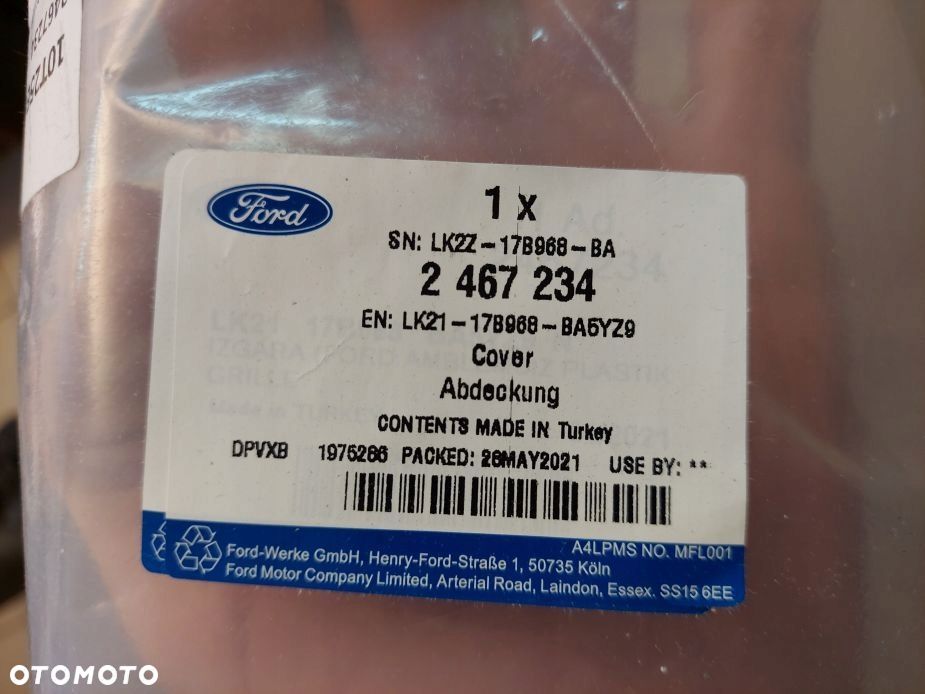 Ford
1 x
SN: LK2Z-17B968-BA
2 467 234
EN: LK21-17B968-BA5YZ9
Cover
Abdeckung
CONTENTS MADE IN Turkey
DPVXB 1975286 PACKED: 26MAY2021 USE BY: **
A4LPMS NO. MFL001
Ford-Werke GmbH, Henry-Ford-Straße 1, 50735 Köln
Ford Motor Company Limited, Arterial Road, Laindon, Essex. SS15 6EE
OTOMOTO